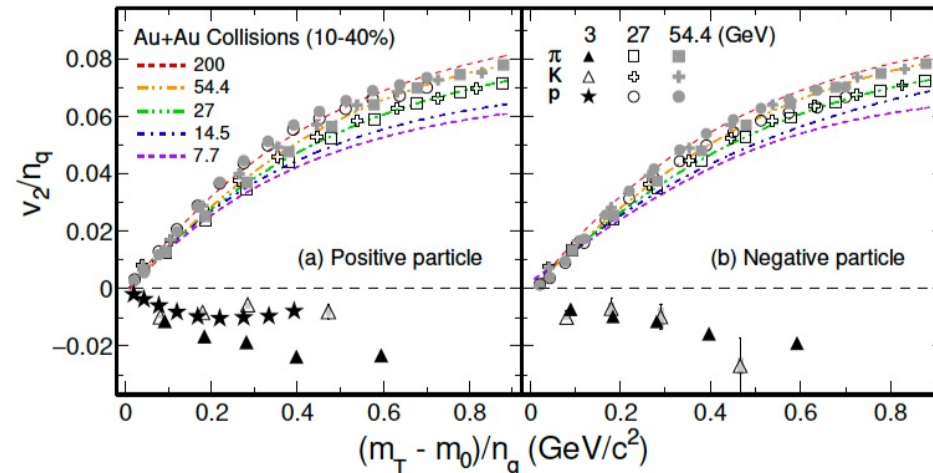 Au+Au Collisions (10-40%)
200
54.4
27
14.5
7.7
(a) Positive particle
3 27 54.4 (GeV)
π
K
p
(b) Negative particle
v2/nq
0.08
0.06
0.04
0.02
0
−0.02
0 0.2 0.4 0.6 0.8 0 0.2 0.4 0.6 0.8
(mT - m0)/nq (GeV/c²)